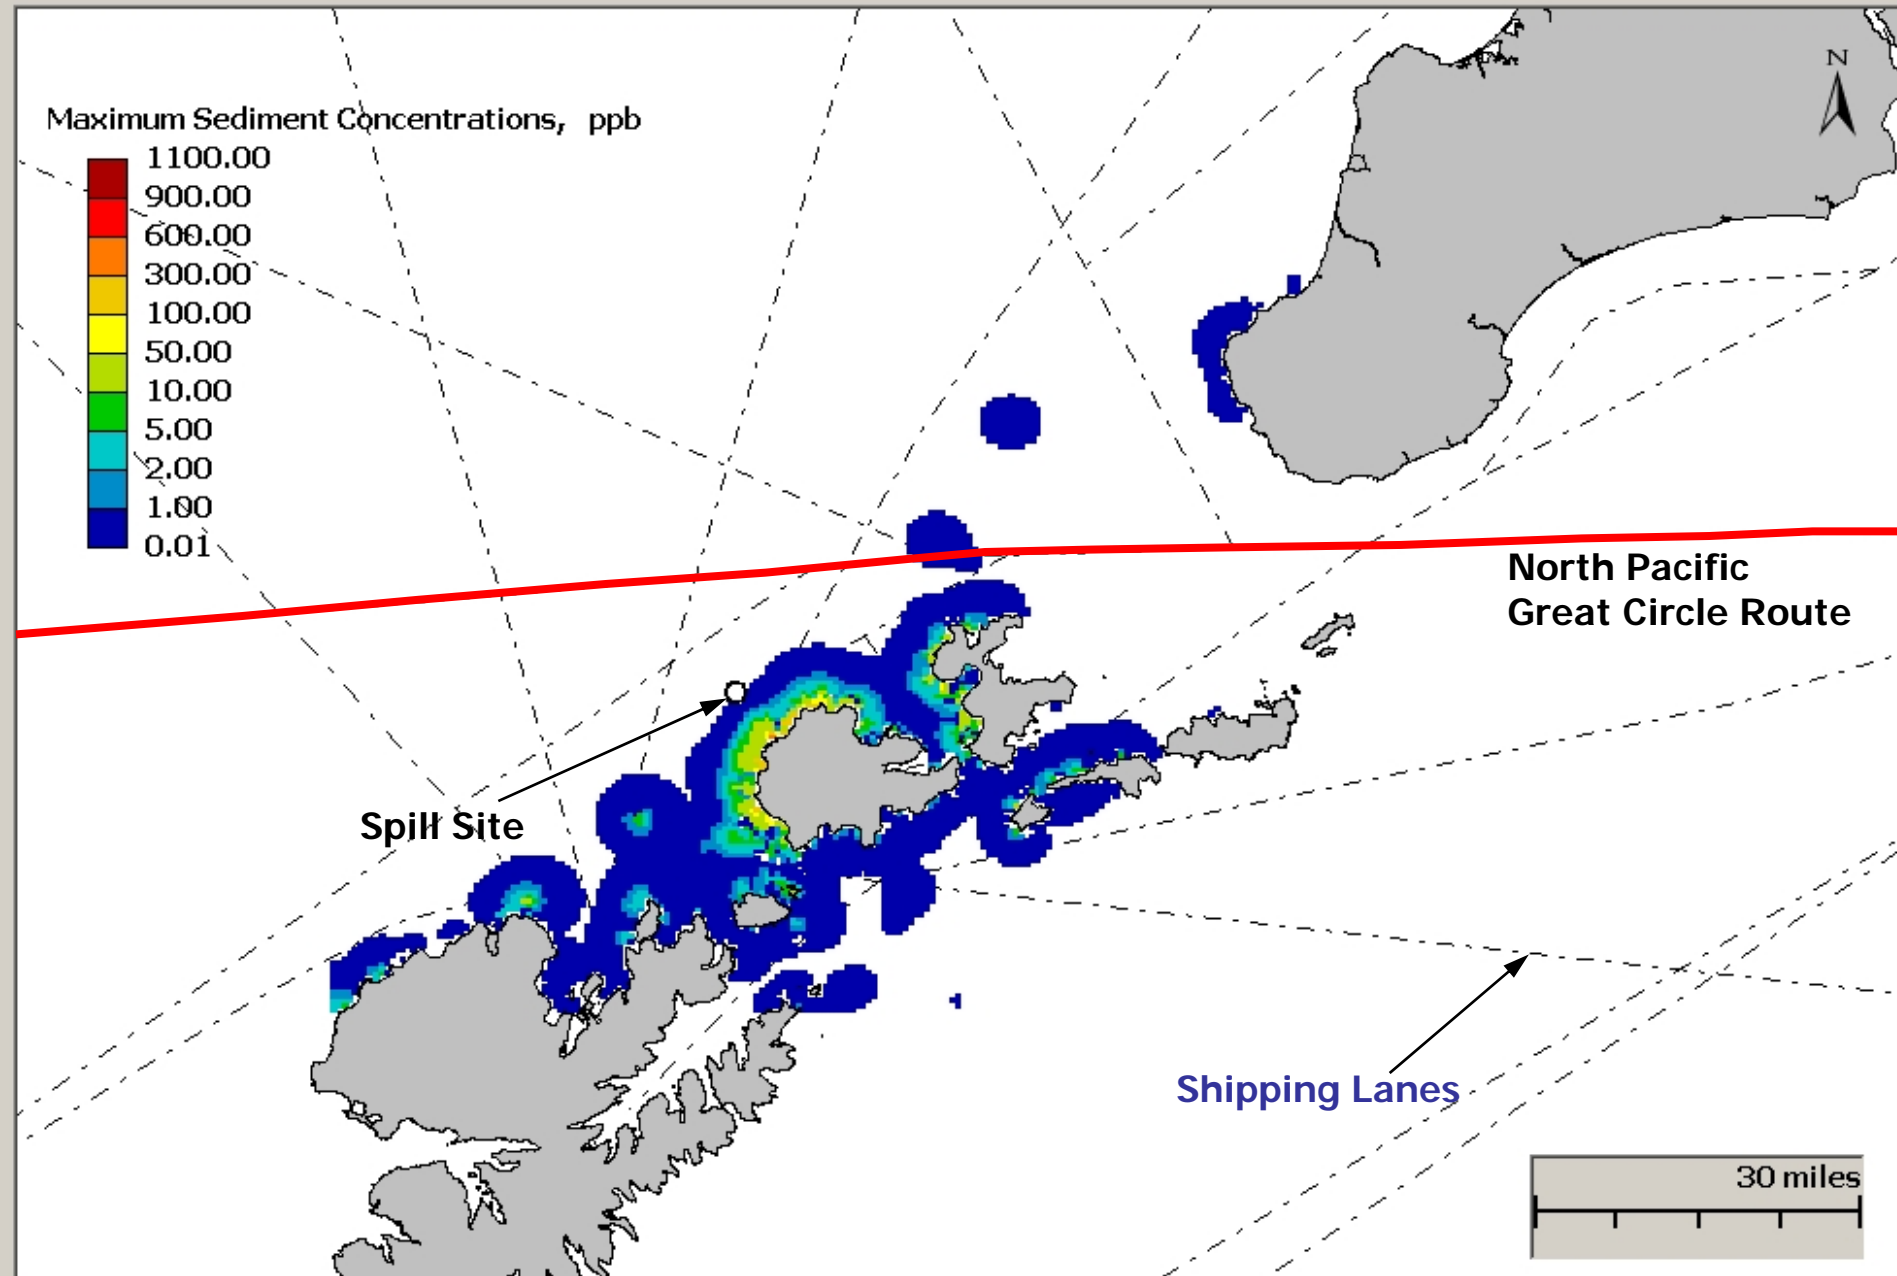 N
Maximum Sediment Concentrations, ppb
1100.00
900.00
600.00
300.00
100.00
50.00
10.00
5.00
2.00
1.00
0.01
North Pacific
Great Circle Route
Spill Site
Shipping Lanes
30 miles